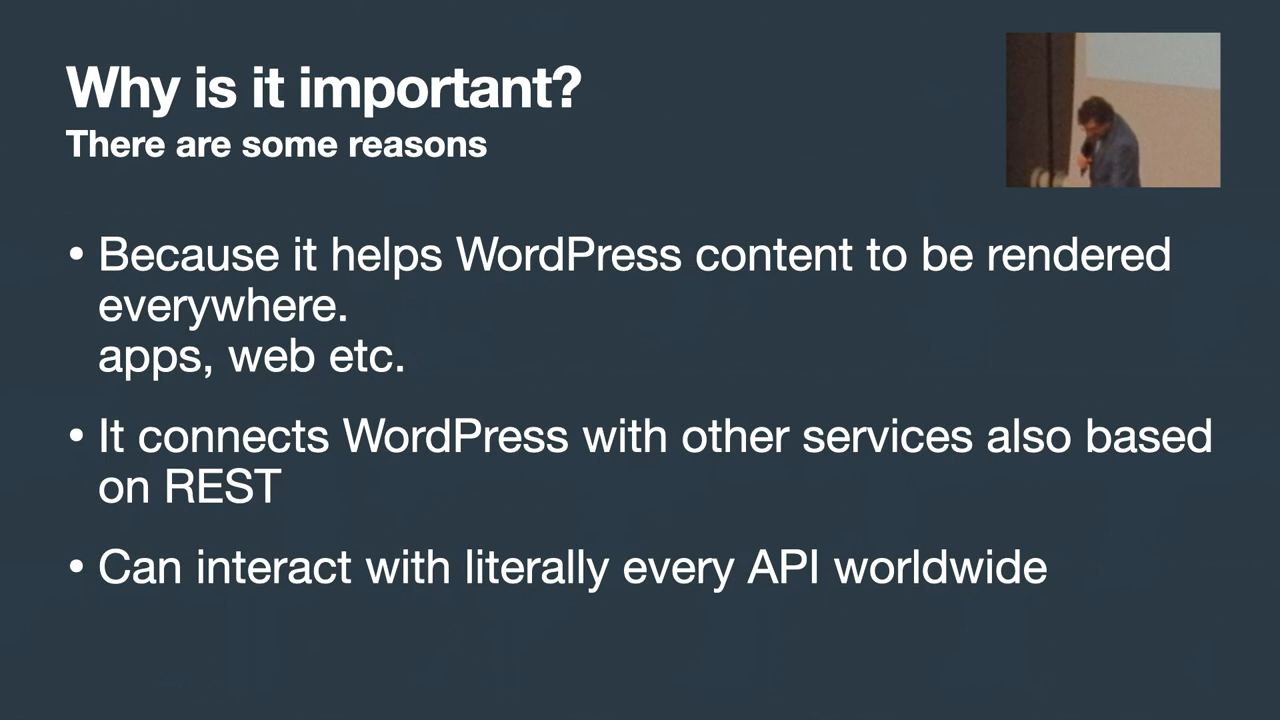 Why is it important?
There are some reasons
• Because it helps WordPress content to be rendered
everywhere.
apps, web etc.
• It connects WordPress with other services also based
on REST
• Can interact with literally every API worldwide